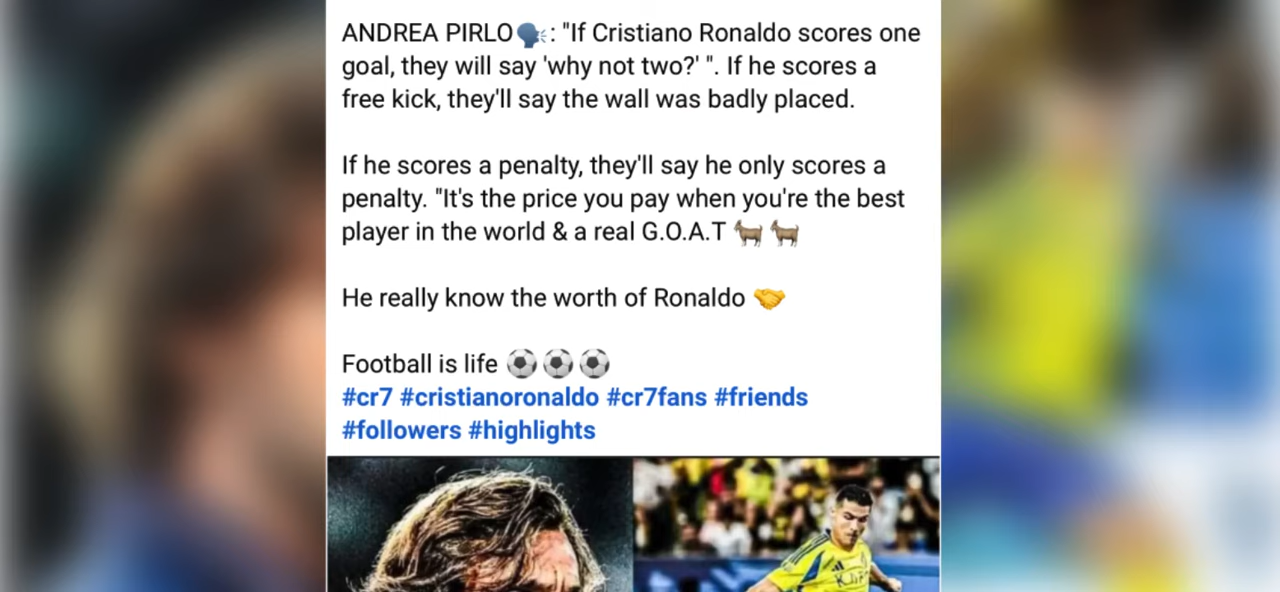 ANDREA PIRLO🗣️: "If Cristiano Ronaldo scores one
goal, they will say 'why not two?' ". If he scores a
free kick, they'll say the wall was badly placed.
If he scores a penalty, they'll say he only scores a
penalty. "It's the price you pay when you're the best
player in the world & a real G.O.A.T 🐐 🐐
He really know the worth of Ronaldo 🤝
Football is life ⚽⚽⚽
#cr7 #cristianoronaldo #cr7fans #friends
#followers #highlights